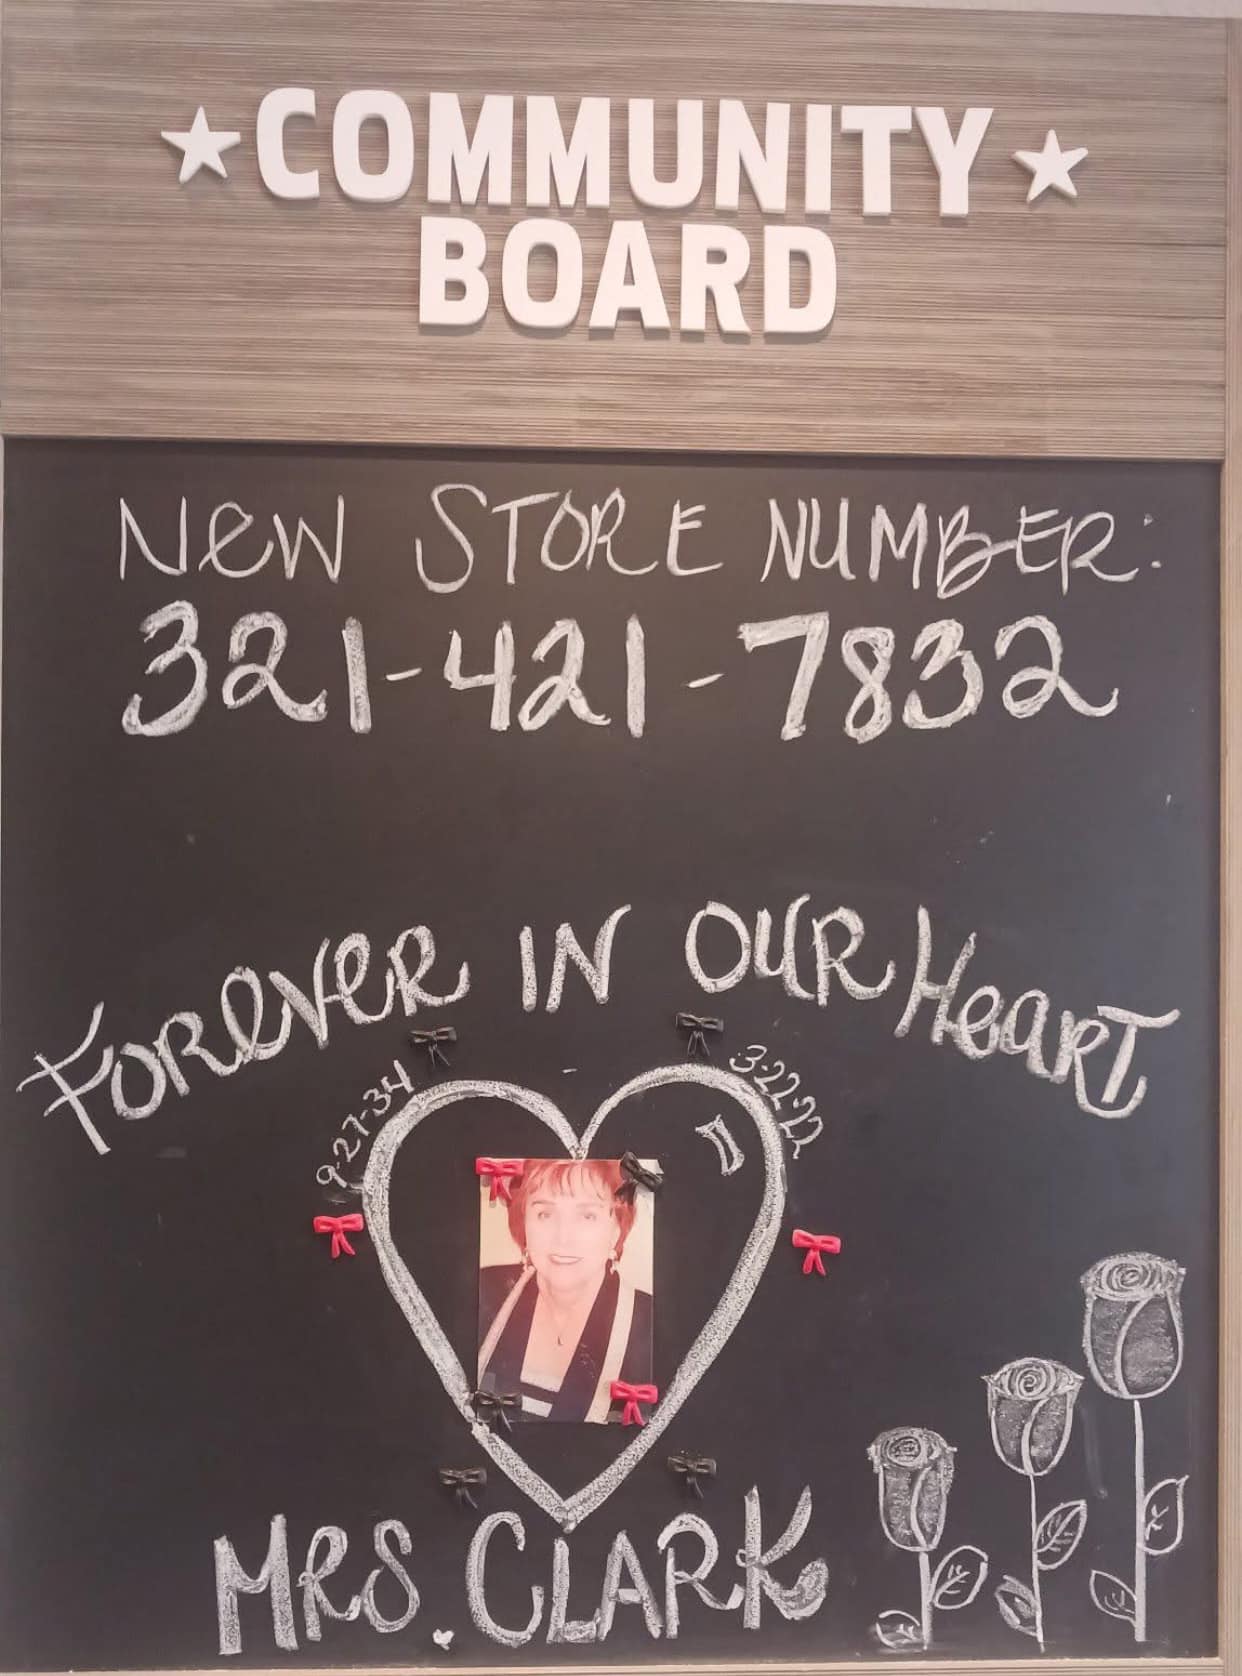 COMMUNITY
BOARD
NeW STORE NUMBER:
321-421-7832
FOReVeR IN OUR HeaRT
9-27-34
3-22-22
MRS. CLARK